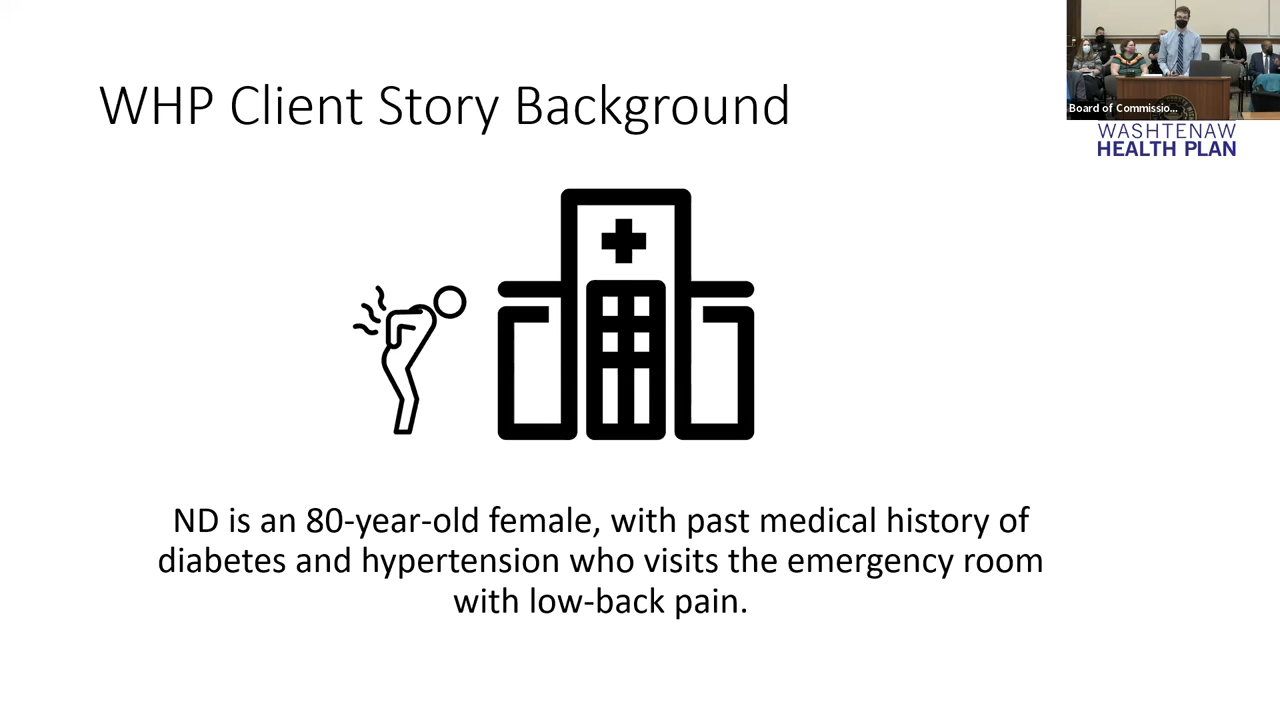 WHP Client Story Background
Board of Commissio...
WASHTENAW
HEALTH PLAN
ND is an 80-year-old female, with past medical history of
diabetes and hypertension who visits the emergency room
with low-back pain.